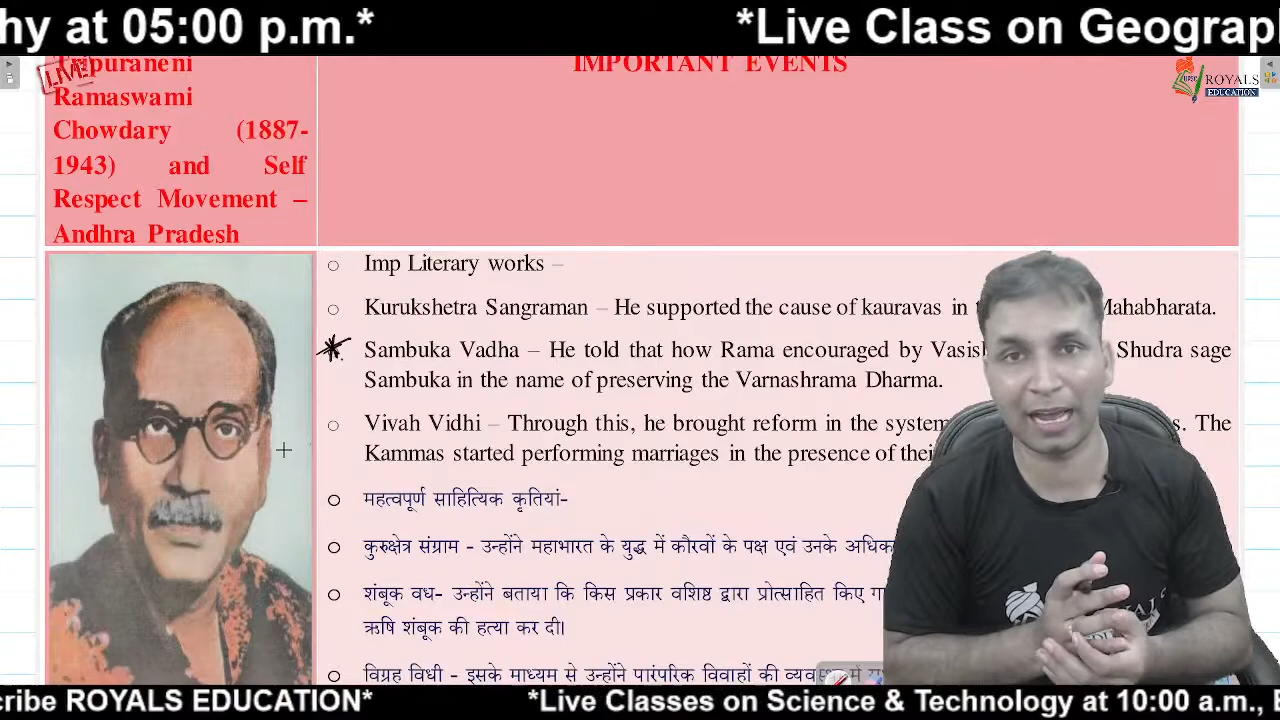 hy at 05:00 p.m.* *Live Class on Geograp
LIVE
Tripuraneni
Ramaswami
Chowdary (1887-
1943) and Self
Respect Movement –
Andhra Pradesh
IMPORTANT EVENTS
ROYALS
EDUCATION
Imp Literary works –
Kurukshetra Sangraman – He supported the cause of kauravas in Mahabharata.
Sambuka Vadha – He told that how Rama encouraged by Shudra sage
Sambuka in the name of preserving the Varnashrama Dharma.
Vivah Vidhi – Through this, he brought reform in the system The
Kammas started performing marriages in the presence of
महत्वपूर्ण साहित्यिक कृतियां-
कुरुक्षेत्र संग्राम - उन्होंने महाभारत के युद्ध में कौरवों के पक्ष एवं उनके
शंबूक वध- उन्होंने बताया कि किस प्रकार वशिष्ठ द्वारा प्रोत्साहित किए
ऋषि शंबूक की हत्या कर दी।
विग्रह विधी - इसके माध्यम से उन्होंने पारंपरिक विवाहों की
cribe ROYALS EDUCATION* *Live Classes on Science & Technology at 10:00 a.m.,